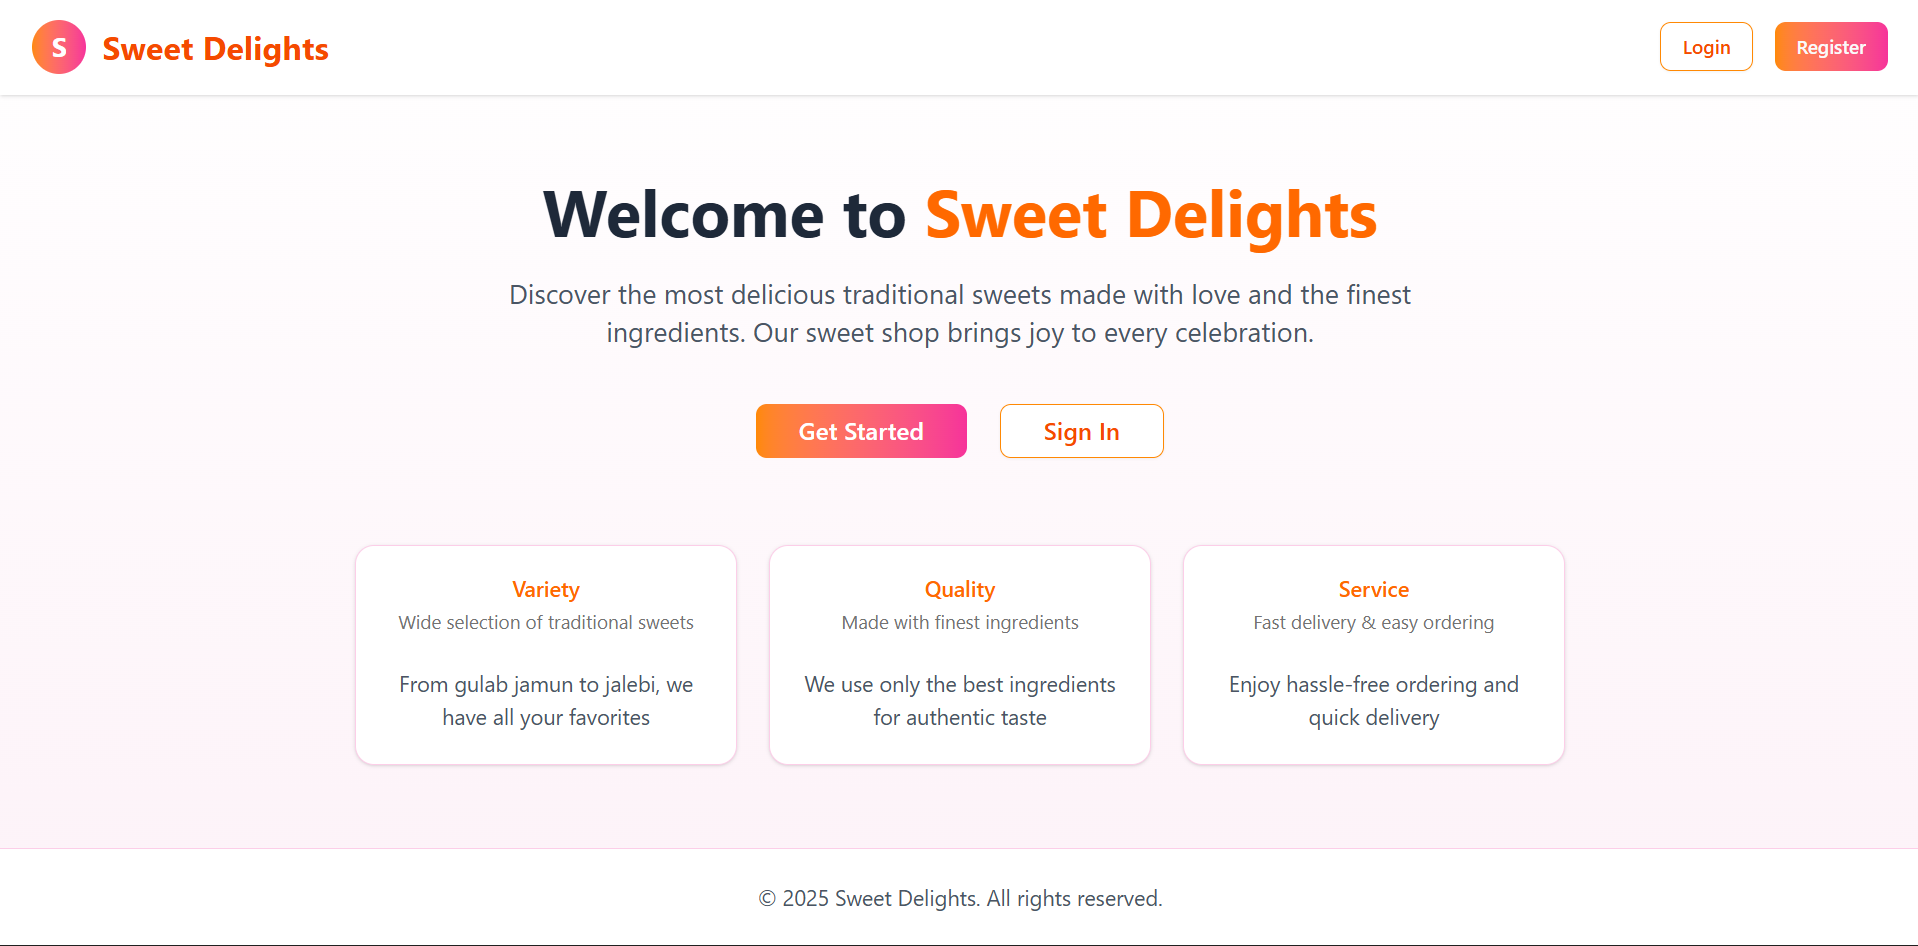 S
Sweet Delights
Login
Register
Welcome to Sweet Delights
Discover the most delicious traditional sweets made with love and the finest
ingredients. Our sweet shop brings joy to every celebration.
Get Started
Sign In
Variety
Wide selection of traditional sweets
From gulab jamun to jalebi, we
have all your favorites
Quality
Made with finest ingredients
We use only the best ingredients
for authentic taste
Service
Fast delivery & easy ordering
Enjoy hassle-free ordering and
quick delivery
© 2025 Sweet Delights. All rights reserved.